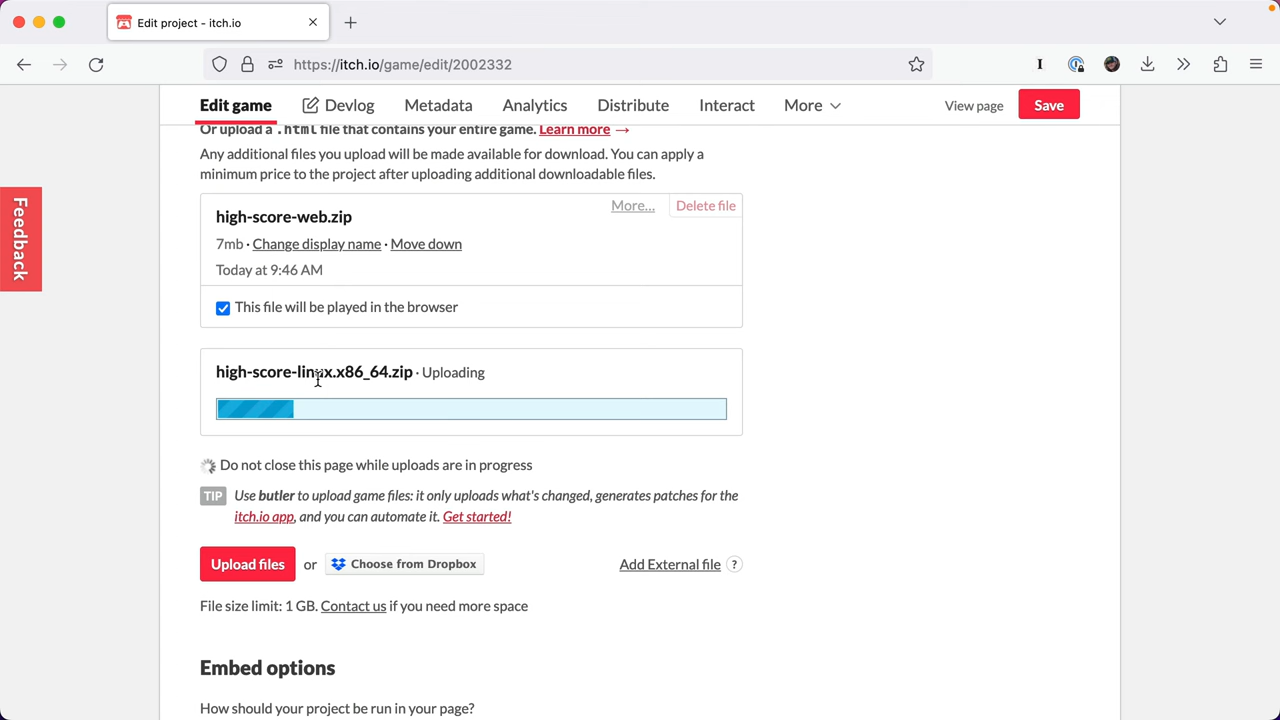 Edit project - itch.io
https://itch.io/game/edit/2002332
Edit game
Devlog
Metadata
Analytics
Distribute
Interact
More
View page
Save
Or upload a .html file that contains your entire game. Learn more →
Any additional files you upload will be made available for download. You can apply a
minimum price to the project after uploading additional downloadable files.
Feedback
high-score-web.zip
More...
Delete file
7mb · Change display name · Move down
Today at 9:46 AM
This file will be played in the browser
high-score-linux.x86_64.zip · Uploading
Do not close this page while uploads are in progress
TIP Use butler to upload game files: it only uploads what's changed, generates patches for the
itch.io app, and you can automate it. Get started!
Upload files or Choose from Dropbox
Add External file ?
File size limit: 1 GB. Contact us if you need more space
Embed options
How should your project be run in your page?